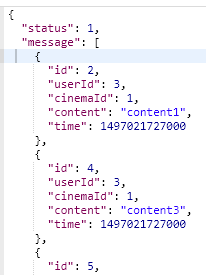 {
"status": 1,
"message": [
{
"id": 2,
"userId": 3,
"cinemaId": 1,
"content": "content1",
"time": 1497021727000
},
{
"id": 4,
"userId": 3,
"cinemaId": 1,
"content": "content3",
"time": 1497021727000
},
{
"id": 5,